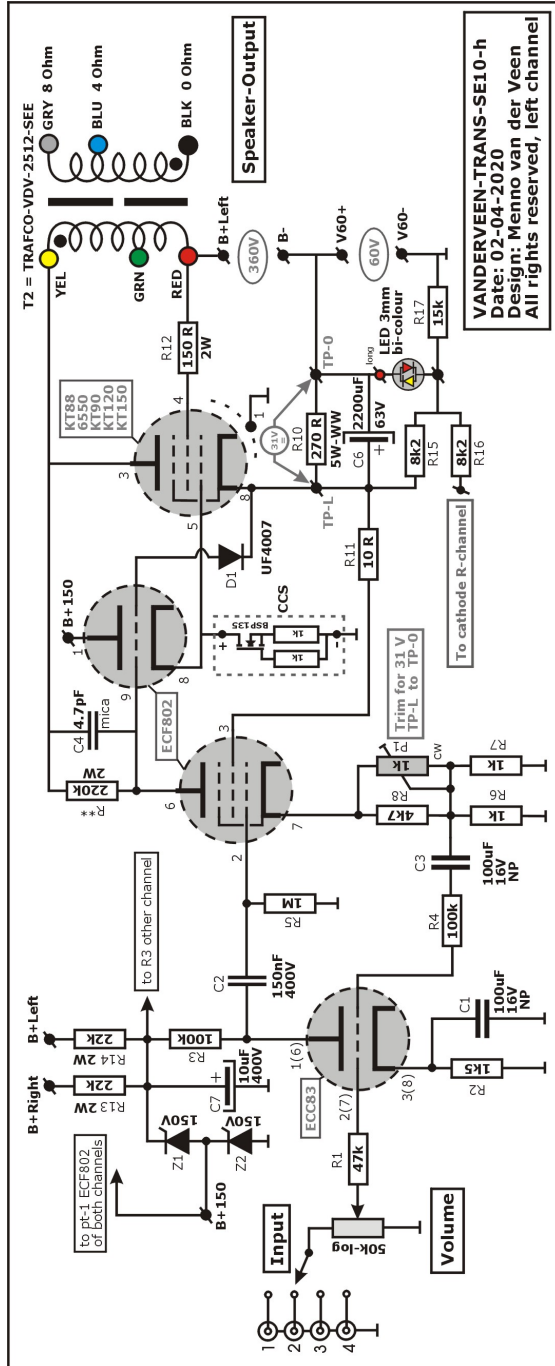 T2 = TRAFCO-VDV-2512-SEE
GRY 8 Ohm
BLU 4 Ohm
BLK 0 Ohm
YEL
GRN
RED
Speaker-Output
B+Left
360V
B-
V60+
60V
V60-
R12
150 R
2W
KT88
6550
KT90
KT120
KT150
3
4
5
8
1
31V
=
TP-0
TP-L
R10
270 R
5W-WW
C6
2200uF
63V
+
long
LED 3mm
bi-colour
R17
15k
8k2
R15
8k2
R16
To cathode R-channel
R11
10 R
D1
UF4007
B+150
1
9
8
ECF802
C4
4.7pF
mica
220k
2W
R**
CCS
BSP135
1k
1k
+
-
6
3
2
7
Trim for 31 V
TP-L to TP-0
P1
1k
cw
R8
4k7
R7
1k
R6
1k
C3
100uF
16V
NP
R4
100k
R5
1M
C2
150nF
400V
to R3 other channel
B+Left
22k
R14 2W
B+Right
22k
R13 2W
R3
100k
C7
+
10uF
400V
150V
Z1
150V
Z2
to pt-1 ECF802
of both channels
B+150
ECC83
1(6)
2(7)
3(8)
R1
47k
R2
1K5
C1
100uF
16V
NP
50k-log
Volume
Input
1
2
3
4
VANDERVEEN-TRANS-SE10-h
Date: 02-04-2020
Design: Menno van der Veen
All rights reserved, left channel